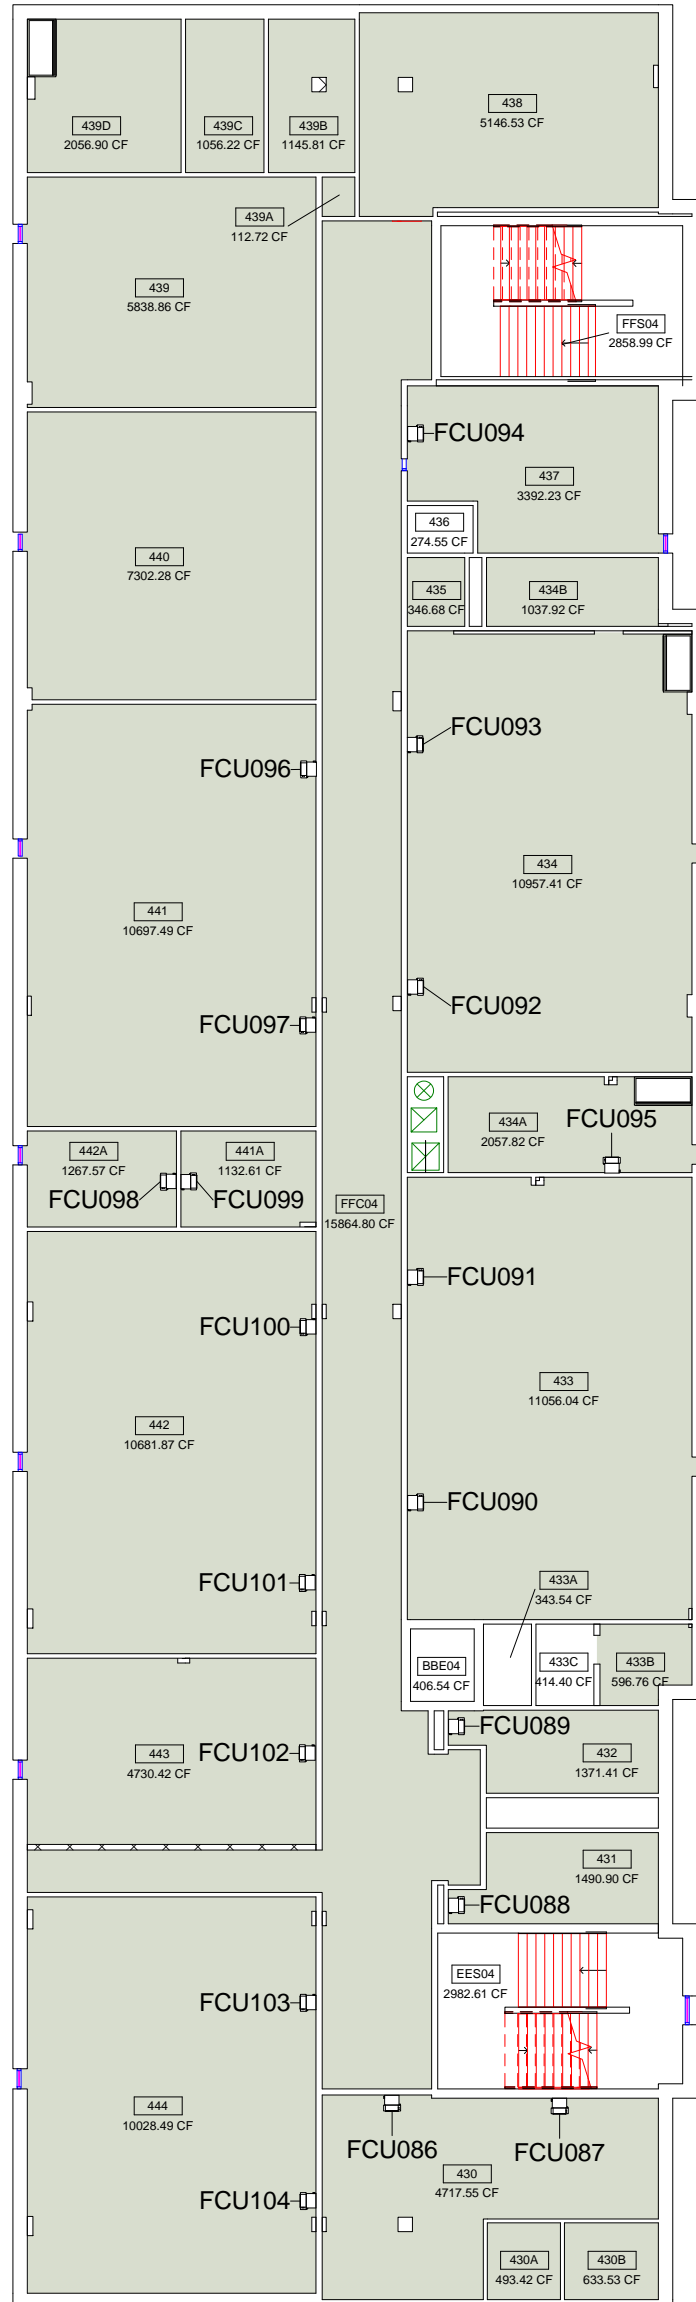 439D
2056.90 CF
439C
1056.22 CF
439B
1145.81 CF
438
5146.53 CF
439A
112.72 CF
439
5838.86 CF
FFS04
2858.99 CF
FCU094
437
3392.23 CF
436
274.55 CF
440
7302.28 CF
435
346.68 CF
434B
1037.92 CF
FCU093
FCU096
434
10957.41 CF
441
10697.49 CF
FCU092
FCU097
434A
2057.82 CF
FCU095
442A
1267.57 CF
441A
1132.61 CF
FCU098
FCU099
FFC04
15864.80 CF
FCU091
FCU100
433
11056.04 CF
442
10681.87 CF
FCU090
FCU101
433A
343.54 CF
BBE04
406.54 CF
433C
414.40 CF
433B
596.76 CF
FCU089
443
4730.42 CF
FCU102
432
1371.41 CF
431
1490.90 CF
FCU088
EES04
2982.61 CF
FCU103
444
10028.49 CF
FCU086
FCU087
430
4717.55 CF
FCU104
430A
493.42 CF
430B
633.53 CF